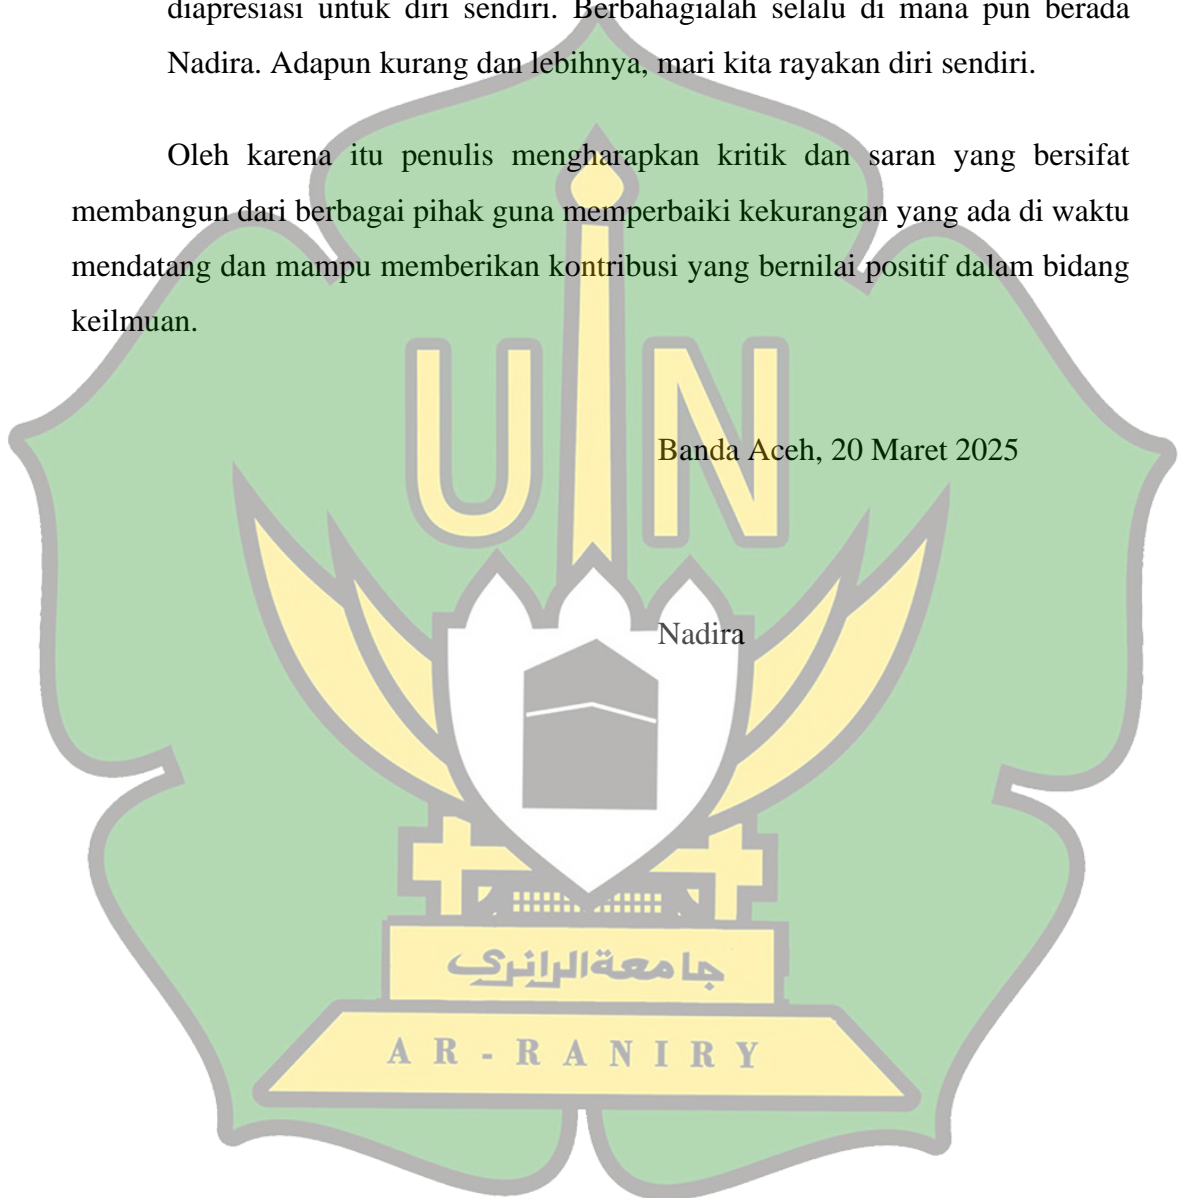 diapresiasi untuk diri sendiri. Berbahagialah selalu di mana pun berada
Nadira. Adapun kurang dan lebihnya, mari kita rayakan diri sendiri.
Oleh karena itu penulis mengharapkan kritik dan saran yang bersifat
membangun dari berbagai pihak guna memperbaiki kekurangan yang ada di waktu
mendatang dan mampu memberikan kontribusi yang bernilai positif dalam bidang
keilmuan.
UIN
Banda Aceh, 20 Maret 2025
Nadira
جامعةالرانري
AR-RANIRY